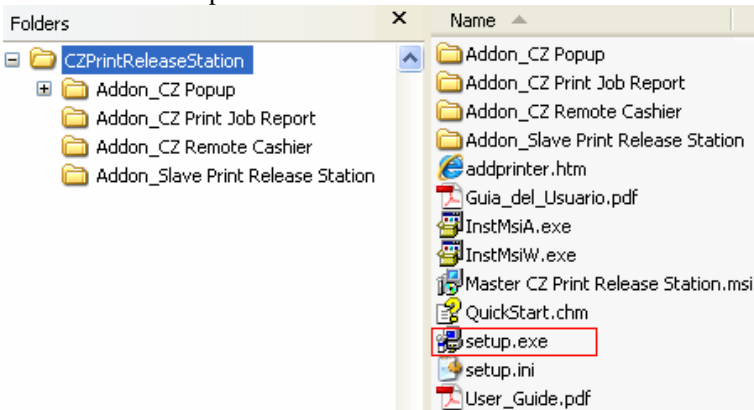 Folders
CZPrintReleaseStation
Addon_CZ Popup
Addon_CZ Print Job Report
Addon_CZ Remote Cashier
Addon_Slave Print Release Station
Name
Addon_CZ Popup
Addon_CZ Print Job Report
Addon_CZ Remote Cashier
Addon_Slave Print Release Station
addprinter.htm
Guia_del_Usuario.pdf
InstMsiA.exe
InstMsiW.exe
Master CZ Print Release Station.msi
QuickStart.chm
setup.exe
setup.ini
User_Guide.pdf